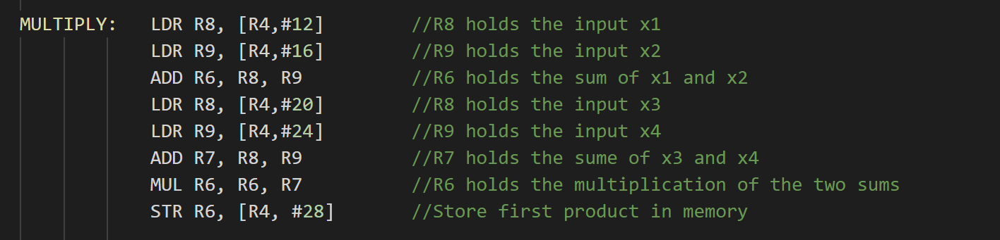 MULTIPLY: LDR R8, [R4,#12] //R8 holds the input x1
LDR R9, [R4,#16] //R9 holds the input x2
ADD R6, R8, R9 //R6 holds the sum of x1 and x2
LDR R8, [R4,#20] //R8 holds the input x3
LDR R9, [R4,#24] //R9 holds the input x4
ADD R7, R8, R9 //R7 holds the sume of x3 and x4
MUL R6, R6, R7 //R6 holds the multiplication of the two sums
STR R6, [R4, #28] //Store first product in memory